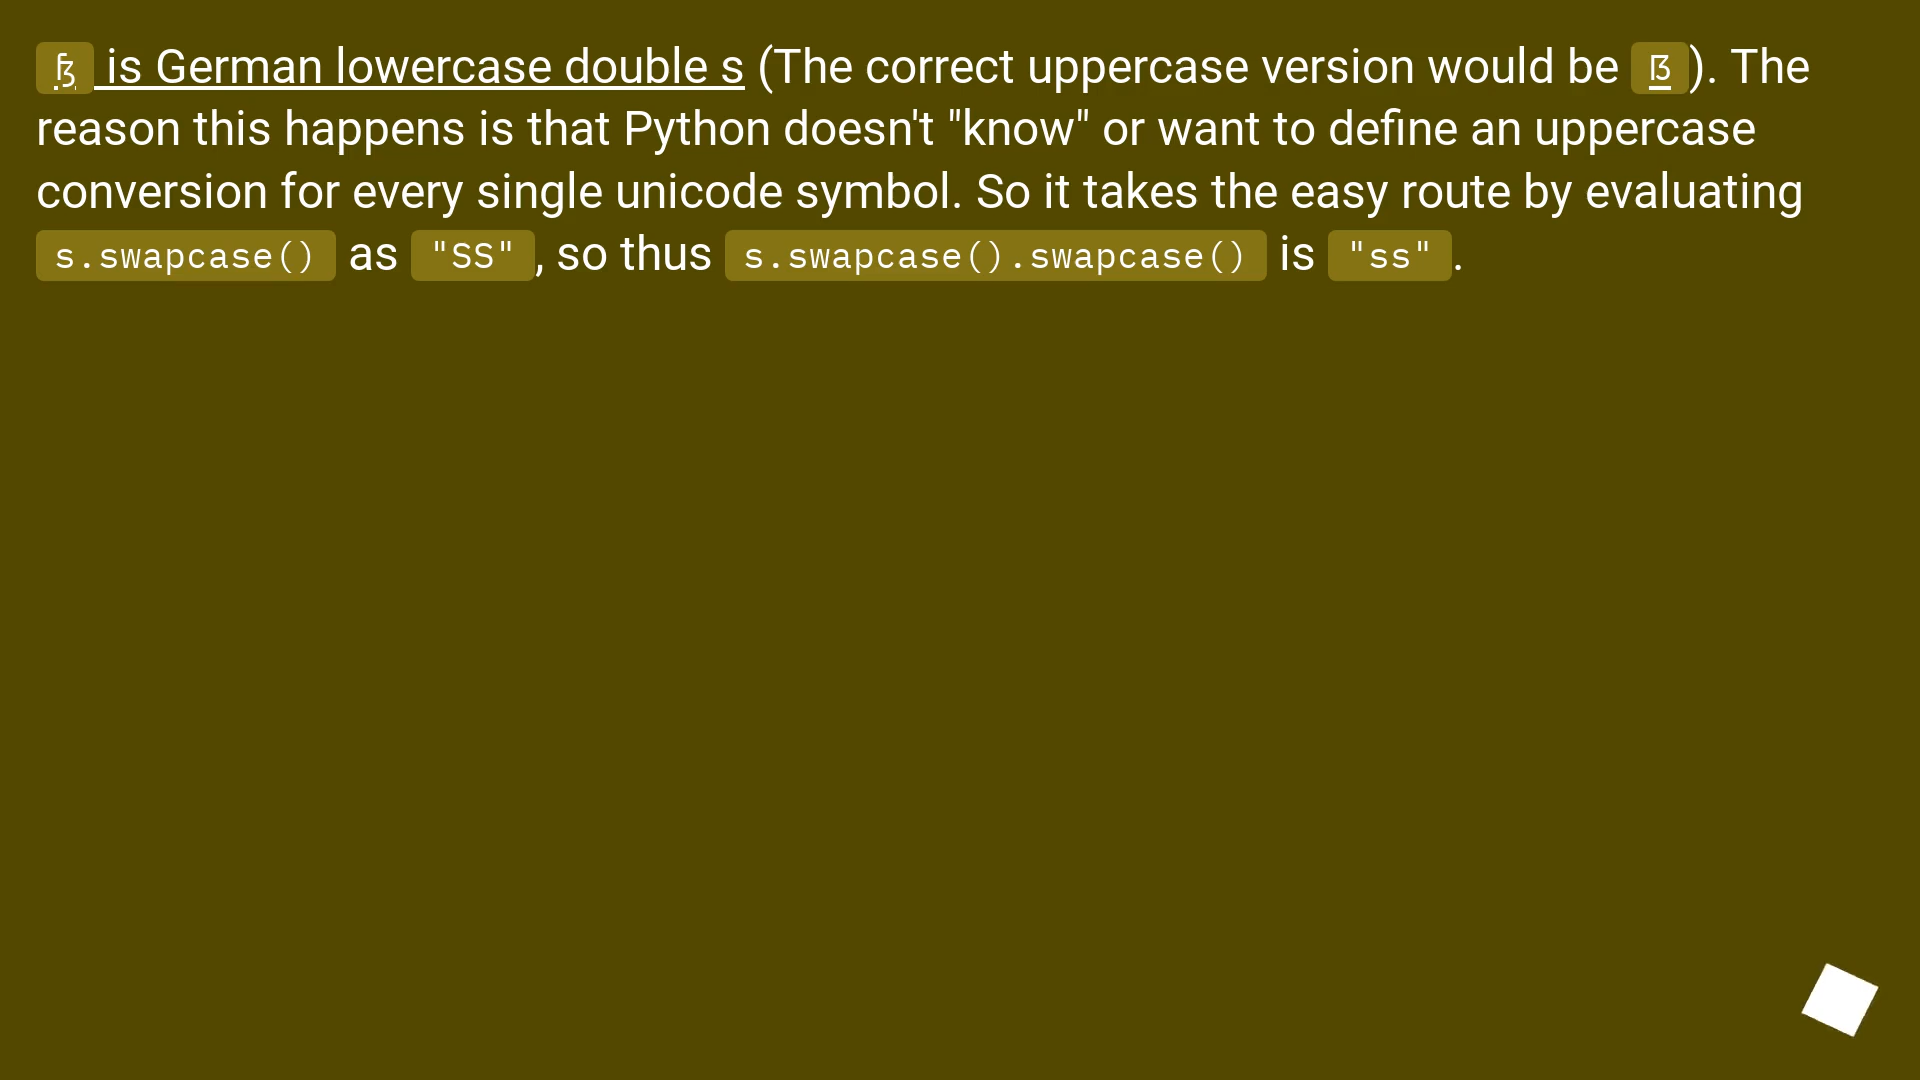 ß is German lowercase double s (The correct uppercase version would be ẞ). The
reason this happens is that Python doesn't "know" or want to define an uppercase
conversion for every single unicode symbol. So it takes the easy route by evaluating
s.swapcase() as "SS", so thus s.swapcase().swapcase() is "ss".